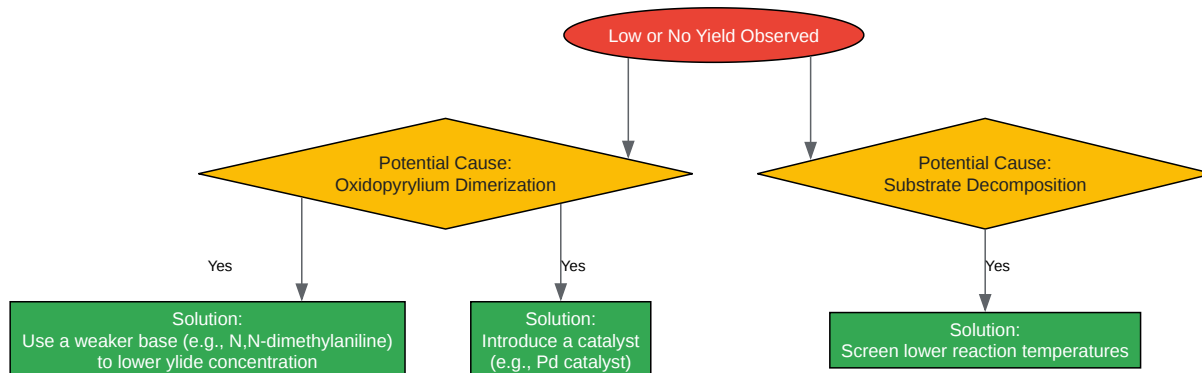 Low or No Yield Observed
Potential Cause:
Oxidopyrylium Dimerization
Potential Cause:
Substrate Decomposition
Yes
Yes
Yes
Solution:
Use a weaker base (e.g., N,N-dimethylaniline)
to lower ylide concentration
Solution:
Introduce a catalyst
(e.g., Pd catalyst)
Solution:
Screen lower reaction temperatures